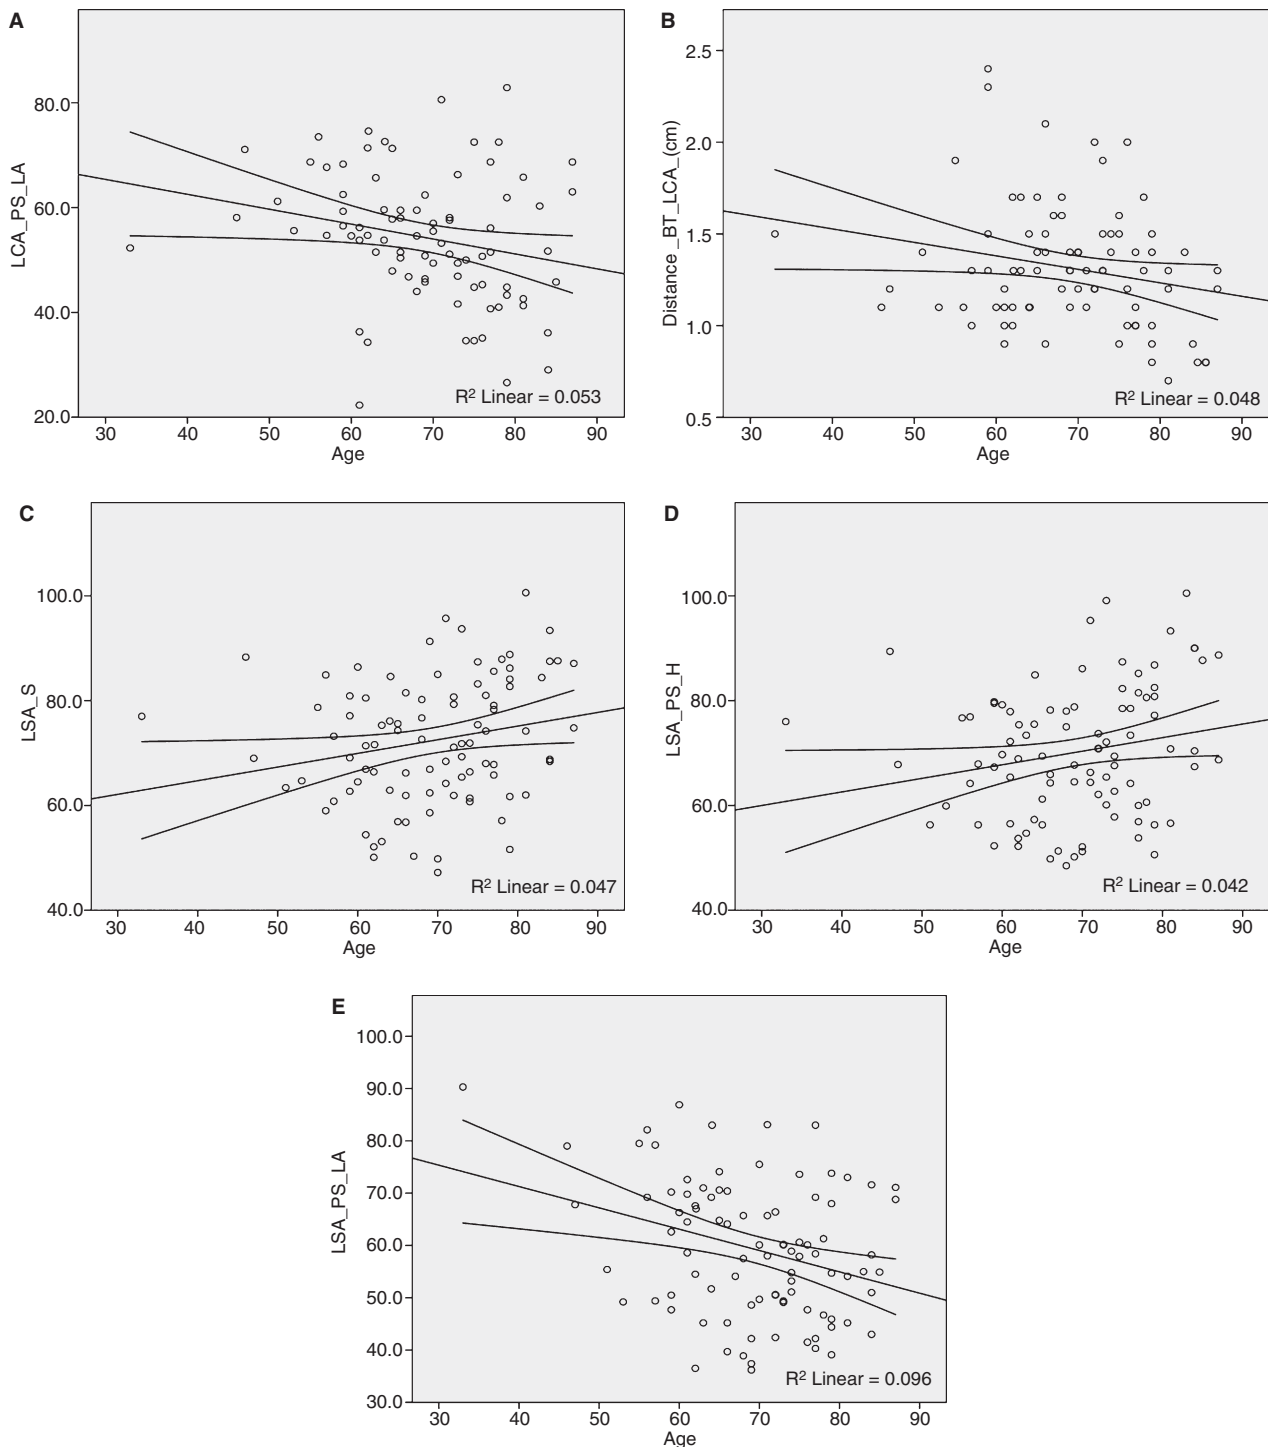 A
LCA_PS_LA
80.0
60.0
40.0
20.0
R² Linear = 0.053
30 40 50 60 70 80 90
Age
B
Distance _BT_LCA_(cm)
2.5
2.0
1.5
1.0
0.5
R² Linear = 0.048
30 40 50 60 70 80 90
Age
C
LSA_S
100.0
80.0
60.0
40.0
R² Linear = 0.047
30 40 50 60 70 80 90
Age
D
LSA_PS_H
100.0
80.0
60.0
40.0
R² Linear = 0.042
30 40 50 60 70 80 90
Age
E
LSA_PS_LA
100.0
90.0
80.0
70.0
60.0
50.0
40.0
30.0
R² Linear = 0.096
30 40 50 60 70 80 90
Age